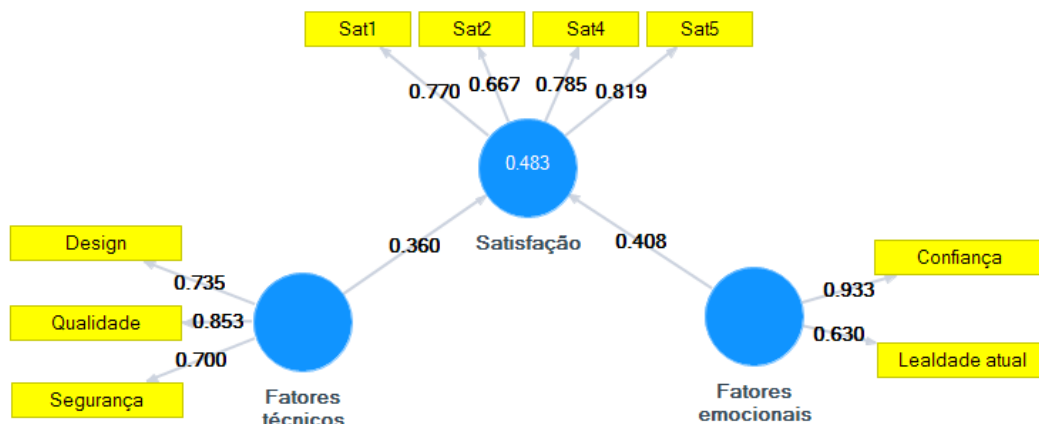 Sat1
Sat2
Sat4
Sat5
0.770
0.667
0.785
0.819
0.483
Satisfação
0.360
0.408
Design
Qualidade
Segurança
0.735
0.853
0.700
Fatores
técnicos
Confiança
Lealdade atual
0.933
0.630
Fatores
emocionais